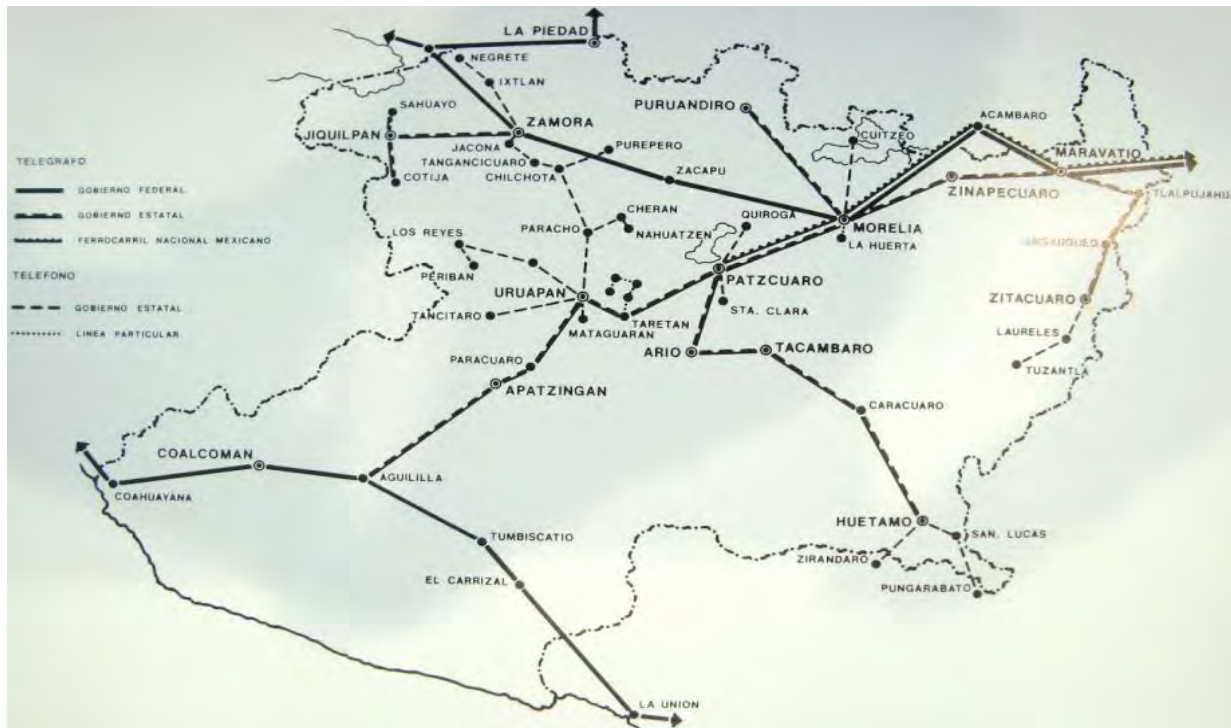 LA PIEDAD
NEGRETE
IXTLAN
SAHUAYO
ZAMORA
PURUANDIRO
ACAMBARO
JIQUILPAN
JACONA
PUREPERO
CUITZEO
MARAVATIO
TELEGRAFO
TANGANCICUARO
CHILCHOTA
ZACAPU
COTIJA
GOBIERNO FEDERAL
ZINAPECUARO
TLALPUJAHUA
GOBIERNO ESTATAL
CHERAN
QUIROGA
MORELIA
FERROCARRIL NACIONAL MEXICANO
LOS REYES
PARACHO
NAHUATZEN
LA HUERTA
TELEFONO
PERIBAN
PATZCUARO
URUAPAN
ZITACUARO
GOBIERNO ESTATAL
TANCITARO
STA. CLARA
LINEA PARTICULAR
MATAGUARAN
TARETAN
LAURELES
PARACUARO
ARIO
TACAMBARO
TUZANTLA
APATZINGAN
CARACUARO
COALCOMAN
AGUILILLA
COAHUAYANA
HUETAMO
TUMBISCATIO
SAN. LUCAS
ZIRANDARO
EL CARRIZAL
PUNGARABATO
LA UNION